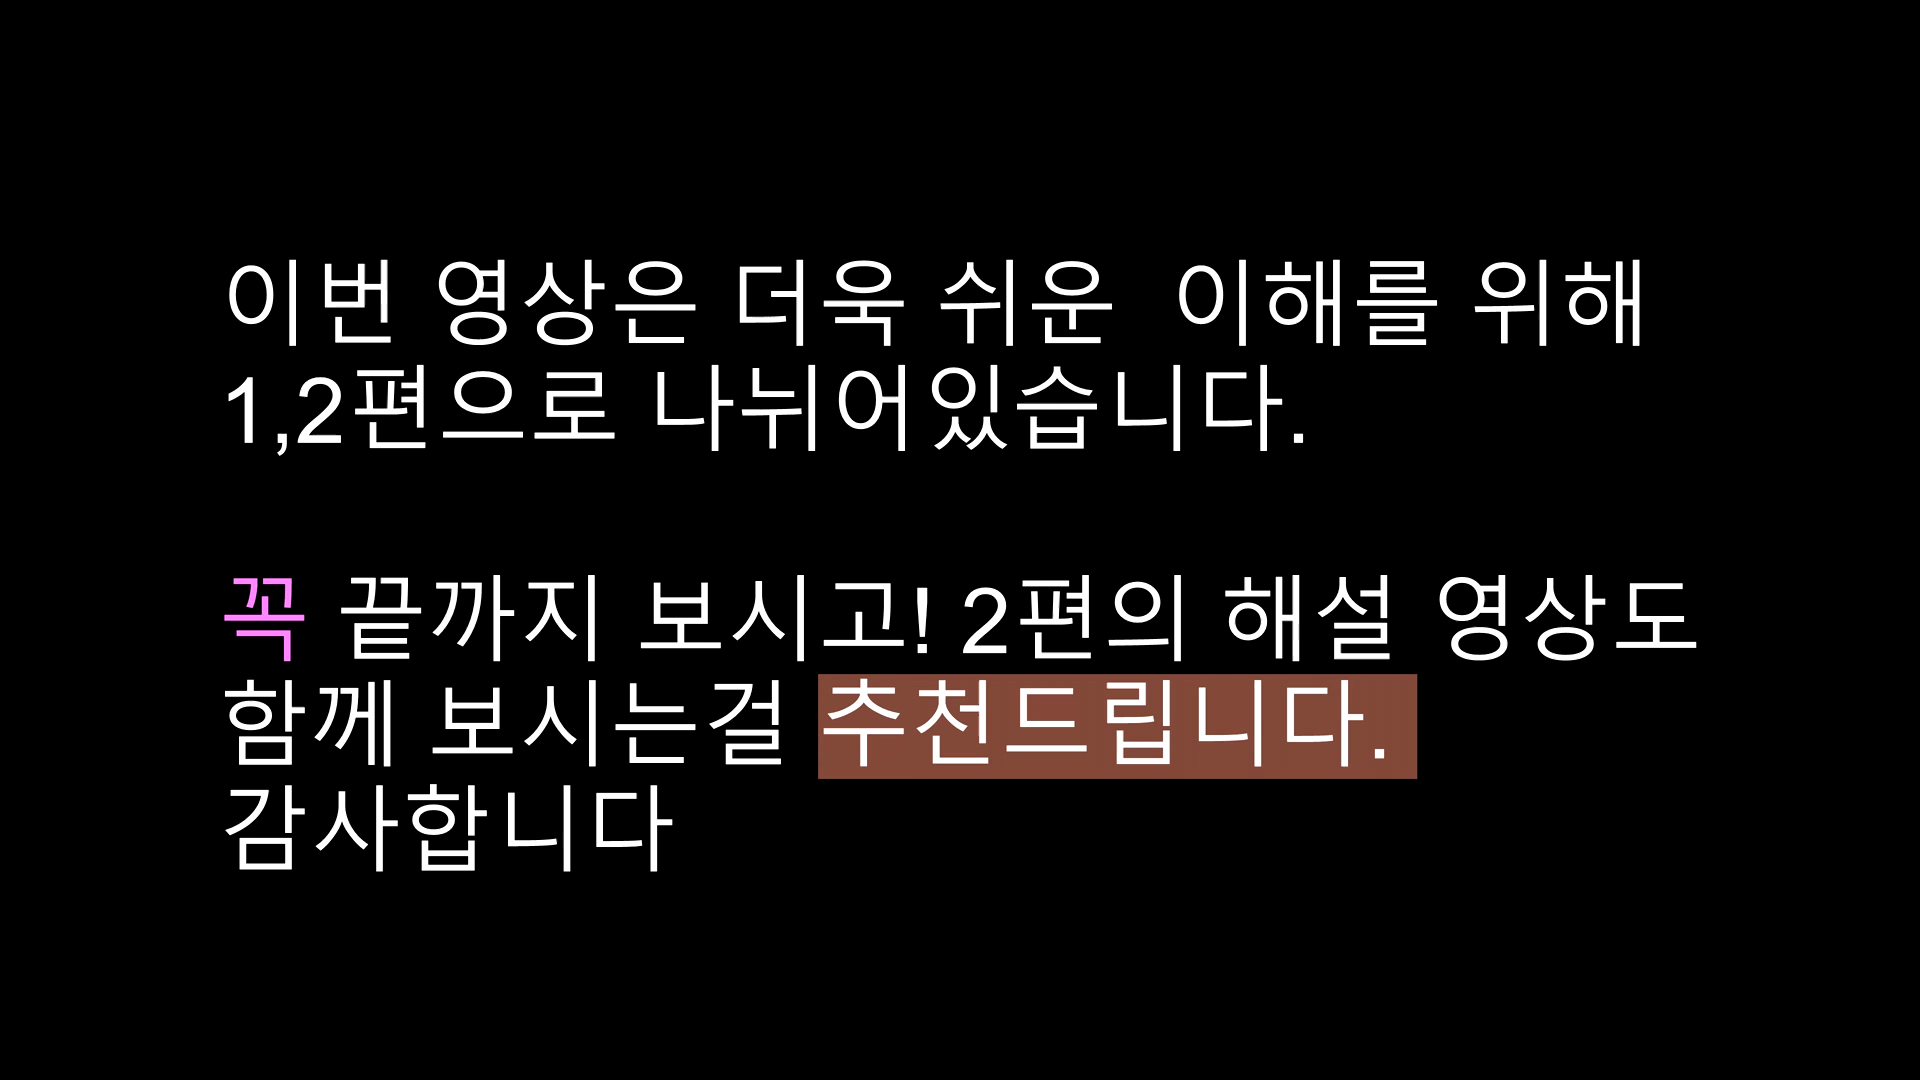 이번 영상은 더욱 쉬운  이해를 위해
1,2편으로 나뉘어있습니다.
꼭 끝까지 보시고! 2편의 해설 영상도
함께 보시는걸 추천드립니다.
감사합니다